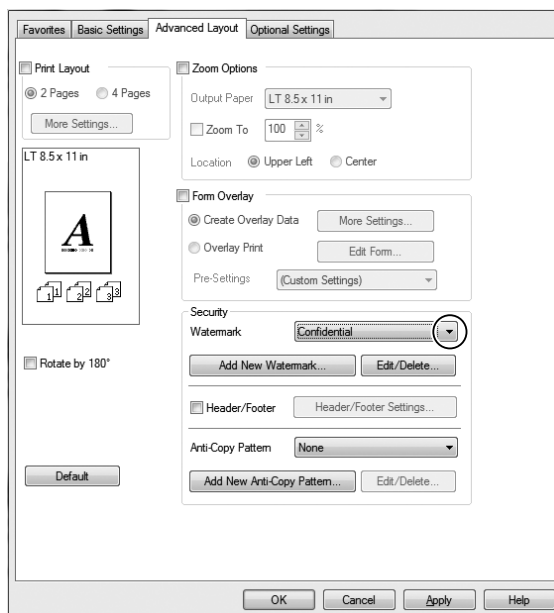 Favorites Basic Settings Advanced Layout Optional Settings
Print Layout
2 Pages 4 Pages
More Settings...
LT 8.5 x 11 in
A
1 1 2 2 3 3
Rotate by 180°
Default
Zoom Options
Output Paper LT 8.5 x 11 in
Zoom To 100 %
Location Upper Left Center
Form Overlay
Create Overlay Data More Settings...
Overlay Print Edit Form...
Pre-Settings (Custom Settings)
Security
Watermark Confidential
Add New Watermark... Edit/Delete...
Header/Footer Header/Footer Settings...
Anti-Copy Pattern None
Add New Anti-Copy Pattern... Edit/Delete...
OK Cancel Apply Help